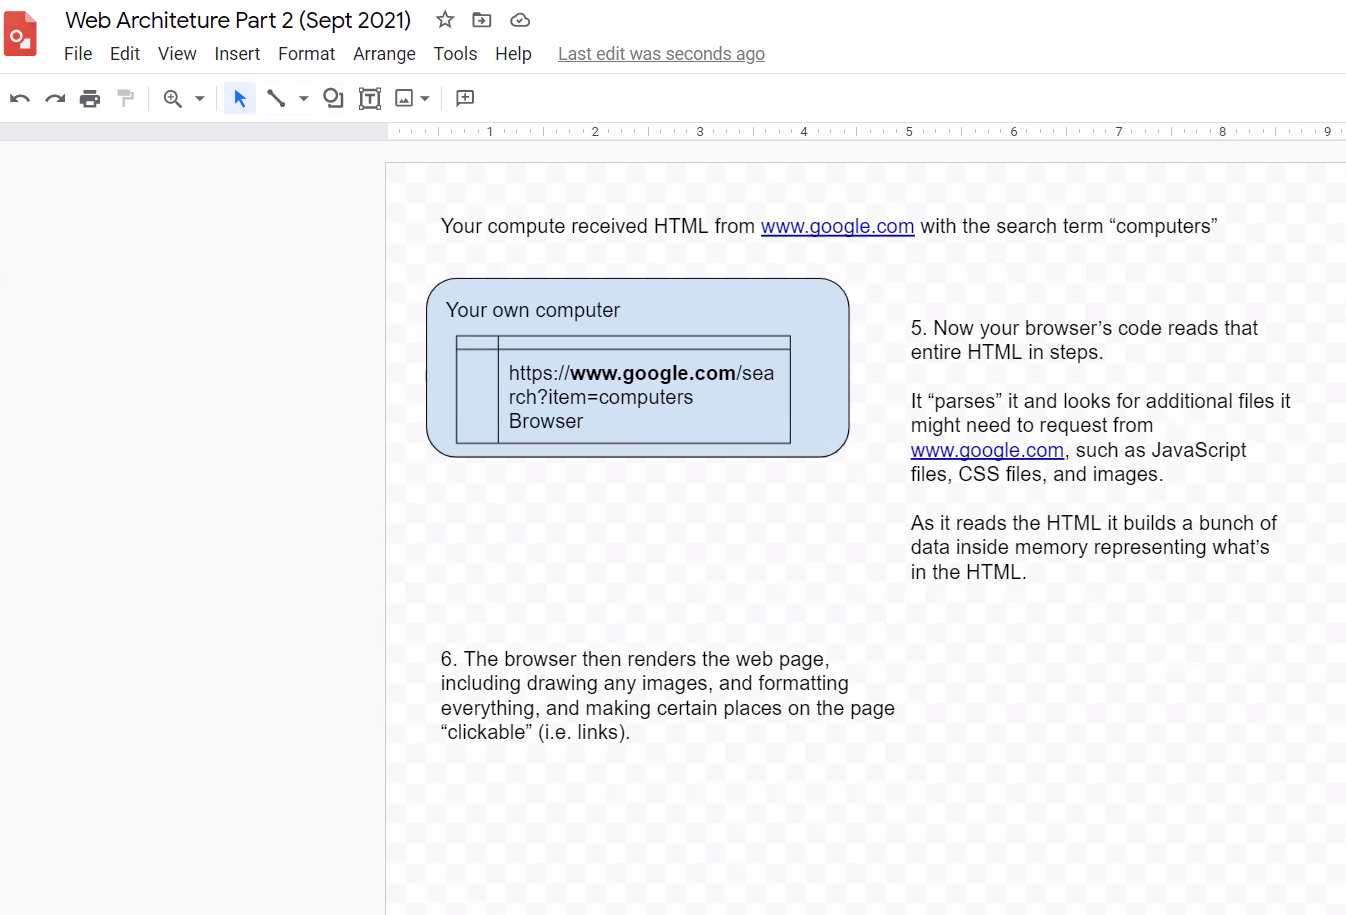 Web Architeture Part 2 (Sept 2021)
File Edit View Insert Format Arrange Tools Help Last edit was seconds ago
1 2 3 4 5 6 7 8 9
Your compute received HTML from www.google.com with the search term “computers”
Your own computer
https://www.google.com/sea
rch?item=computers
Browser
5. Now your browser’s code reads that
entire HTML in steps.
It “parses” it and looks for additional files it
might need to request from
www.google.com, such as JavaScript
files, CSS files, and images.
As it reads the HTML it builds a bunch of
data inside memory representing what’s
in the HTML.
6. The browser then renders the web page,
including drawing any images, and formatting
everything, and making certain places on the page
“clickable” (i.e. links).